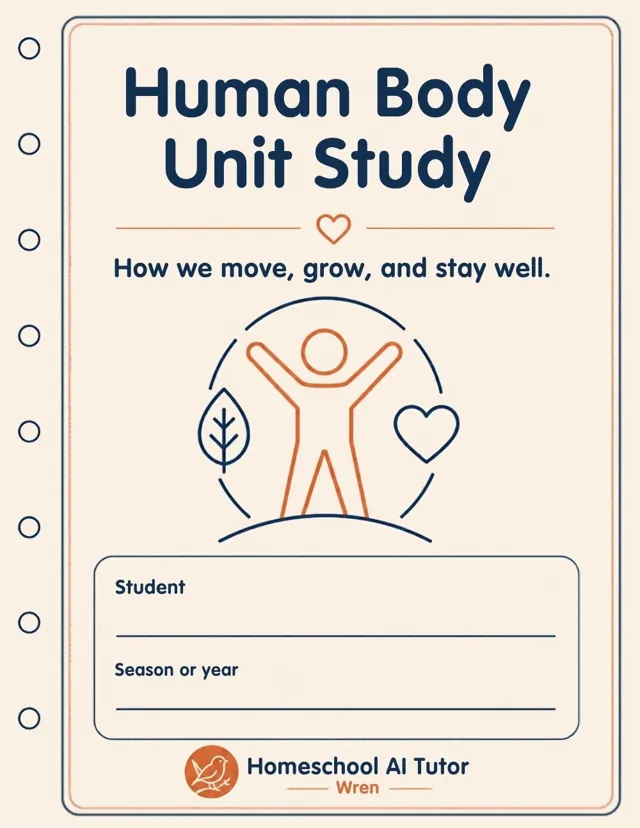 Human Body
Unit Study
How we move, grow, and stay well.
Student
Season or year
Homeschool AI Tutor
Wren